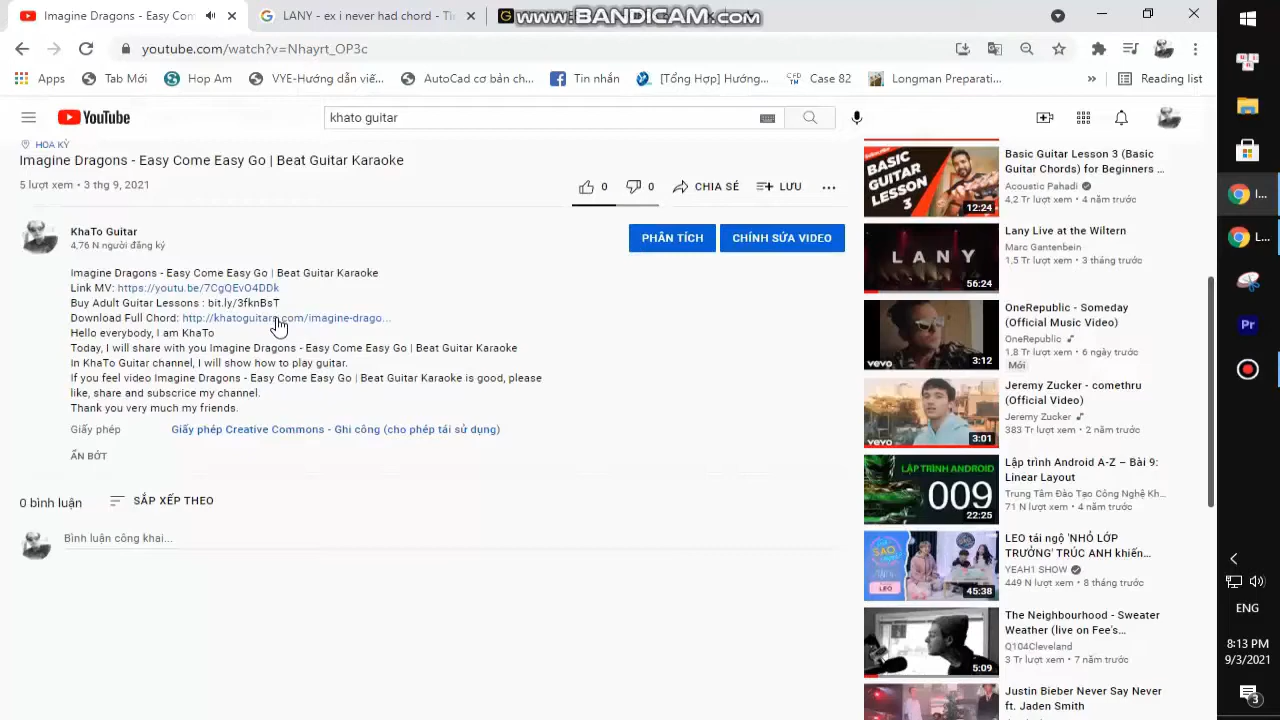 Imagine Dragons - Easy Com
LANY - ex i never had chord - Th
www.BANDICAM.com
youtube.com/watch?v=Nhayrt_OP3c
Apps
Tab Mới
Hop Am
VYE-Hướng dẫn viế...
AutoCad cơ bản ch...
Tin nhắn
[Tổng Hợp] Hướng...
Case 82
Longman Preparati...
Reading list
YouTube
khato guitar
HOA KỲ
Imagine Dragons - Easy Come Easy Go | Beat Guitar Karaoke
5 lượt xem • 3 thg 9, 2021
0
0
CHIA SẺ
LƯU
KhaTo Guitar
4,76 N người đăng ký
PHÂN TÍCH
CHỈNH SỬA VIDEO
Imagine Dragons - Easy Come Easy Go | Beat Guitar Karaoke
Link MV: https://youtu.be/7CgQEvO4DDk
Buy Adult Guitar Lessons : bit.ly/3fknBsT
Download Full Chord: http://khatoguitars.com/imagine-drago...
Hello everybody, I am KhaTo
Today, I will share with you Imagine Dragons - Easy Come Easy Go | Beat Guitar Karaoke
In KhaTo Guitar channel, I will show how to play guitar.
If you feel video Imagine Dragons - Easy Come Easy Go | Beat Guitar Karaoke is good, please
like, share and subscrice my channel.
Thank you very much my friends.
Giấy phép
Giấy phép Creative Commons - Ghi công (cho phép tái sử dụng)
ẨN BỚT
0 bình luận
SẮP XẾP THEO
Bình luận công khai...
BASIC
GUITAR
LESSON
3
12:24
Basic Guitar Lesson 3 (Basic
Guitar Chords) for Beginners ...
Acoustic Pahadi
4,2 Tr lượt xem • 4 năm trước
LANY
56:24
Lany Live at the Wiltern
Marc Gantenbein
1,5 Tr lượt xem • 3 tháng trước
vevo
3:12
OneRepublic - Someday
(Official Music Video)
OneRepublic
1,8 Tr lượt xem • 6 ngày trước
Mới
vevo
3:01
Jeremy Zucker - comethru
(Official Video)
Jeremy Zucker
383 Tr lượt xem • 2 năm trước
LẬP TRÌNH ANDROID
009
22:25
Lập trình Android A-Z – Bài 9:
Linear Layout
Trung Tâm Đào Tạo Công Nghệ Kh...
71 N lượt xem • 4 năm trước
SAO
LEO
45:38
LEO tái ngộ 'NHỎ LỚP
TRƯỞNG' TRÚC ANH khiến...
YEAH1 SHOW
449 N lượt xem • 8 tháng trước
5:09
The Neighbourhood - Sweater
Weather (live on Fee's...
Q104Cleveland
3 Tr lượt xem • 7 năm trước
Justin Bieber Never Say Never
ft. Jaden Smith
I...
L...
Pr
ENG
8:13 PM
9/3/2021
3